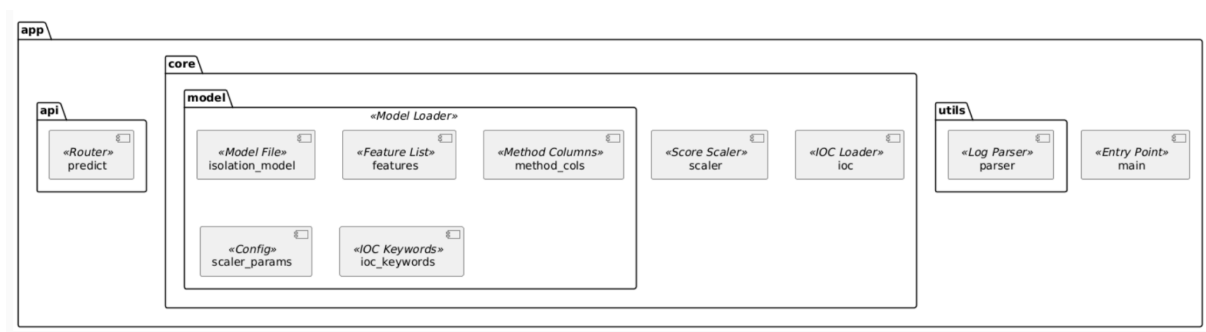 app
core
model
«Model Loader»
api
«Router»
predict
«Model File»
isolation_model
«Feature List»
features
«Method Columns»
method_cols
«Score Scaler»
scaler
«IOC Loader»
ioc
utils
«Log Parser»
parser
«Entry Point»
main
«Config»
scaler_params
«IOC Keywords»
ioc_keywords